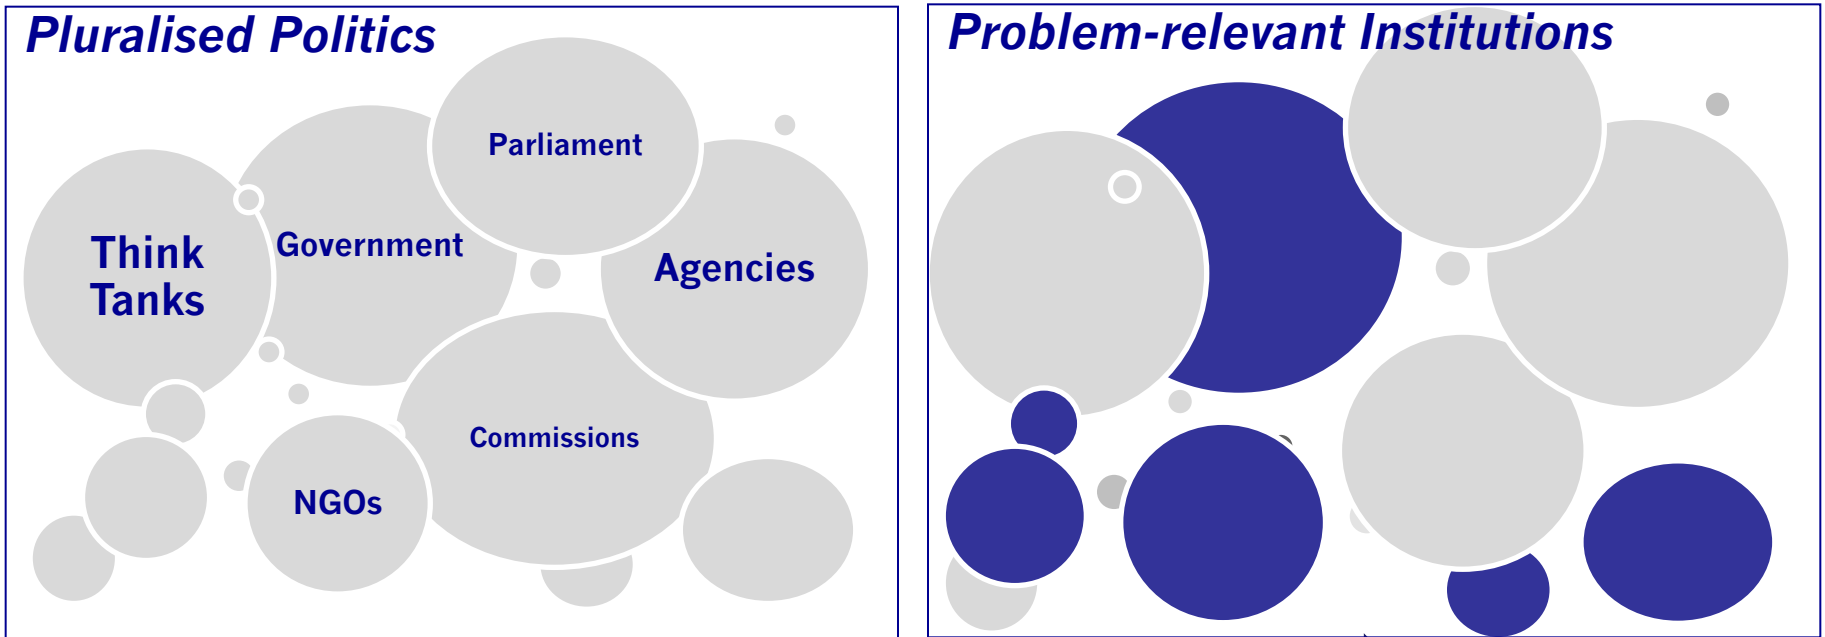 Pluralised Politics
Problem-relevant Institutions
Parliament
Think
Tanks
Government
Agencies
Commissions
NGOs